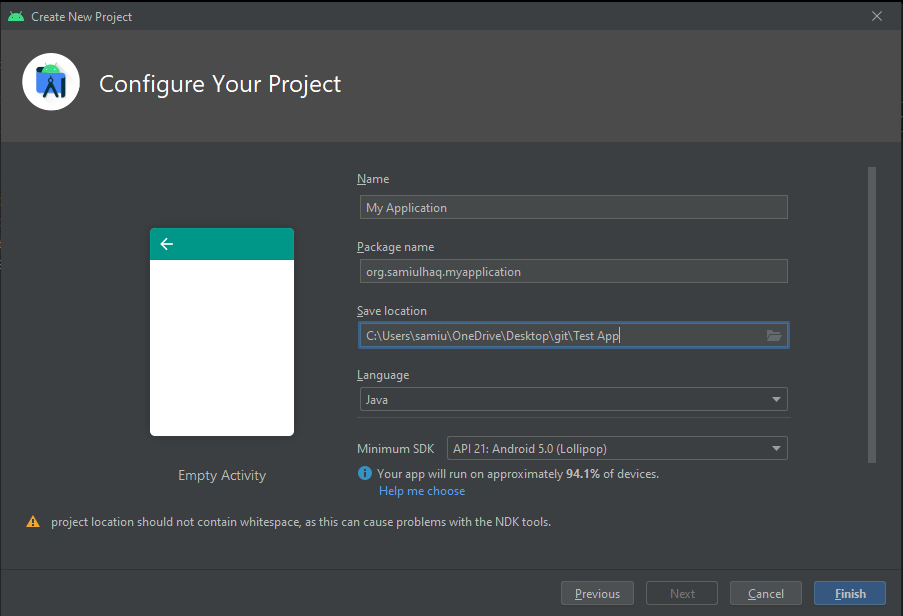 Create New Project
Configure Your Project
Name
My Application
Package name
org.samiulhaq.myapplication
Save location
C:\Users\samiu\OneDrive\Desktop\git\Test App
Language
Java
Minimum SDK
API 21: Android 5.0 (Lollipop)
Your app will run on approximately 94.1% of devices.
Help me choose
Empty Activity
project location should not contain whitespace, as this can cause problems with the NDK tools.
Previous
Next
Cancel
Finish